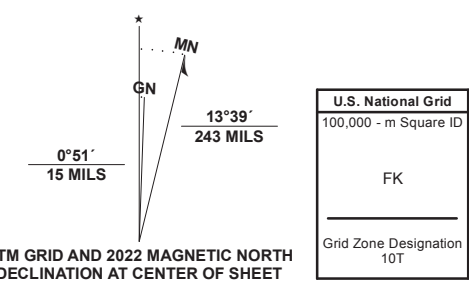 ★
MN
GN
0°51´
15 MILS
13°39´
243 MILS
TM GRID AND 2022 MAGNETIC NORTH
DECLINATION AT CENTER OF SHEET
U.S. National Grid
100,000 - m Square ID
FK
Grid Zone Designation
10T